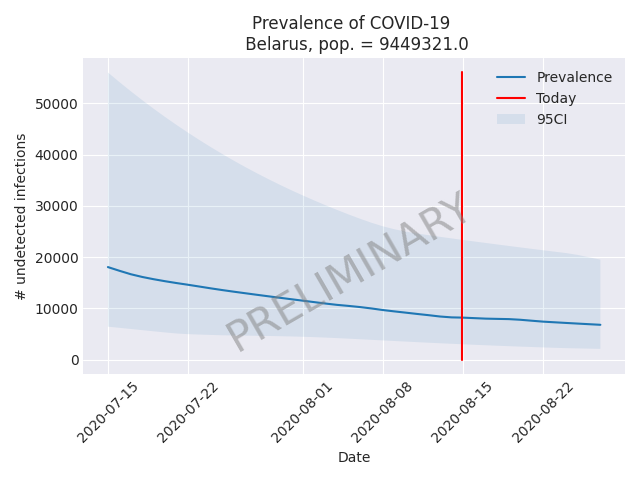 Prevalence of COVID-19
Belarus, pop. = 9449321.0
Prevalence
Today
95CI
50000
40000
30000
20000
10000
0
# undetected infections
PRELIMINARY
2020-07-15
2020-07-22
2020-08-01
2020-08-08
2020-08-15
2020-08-22
Date